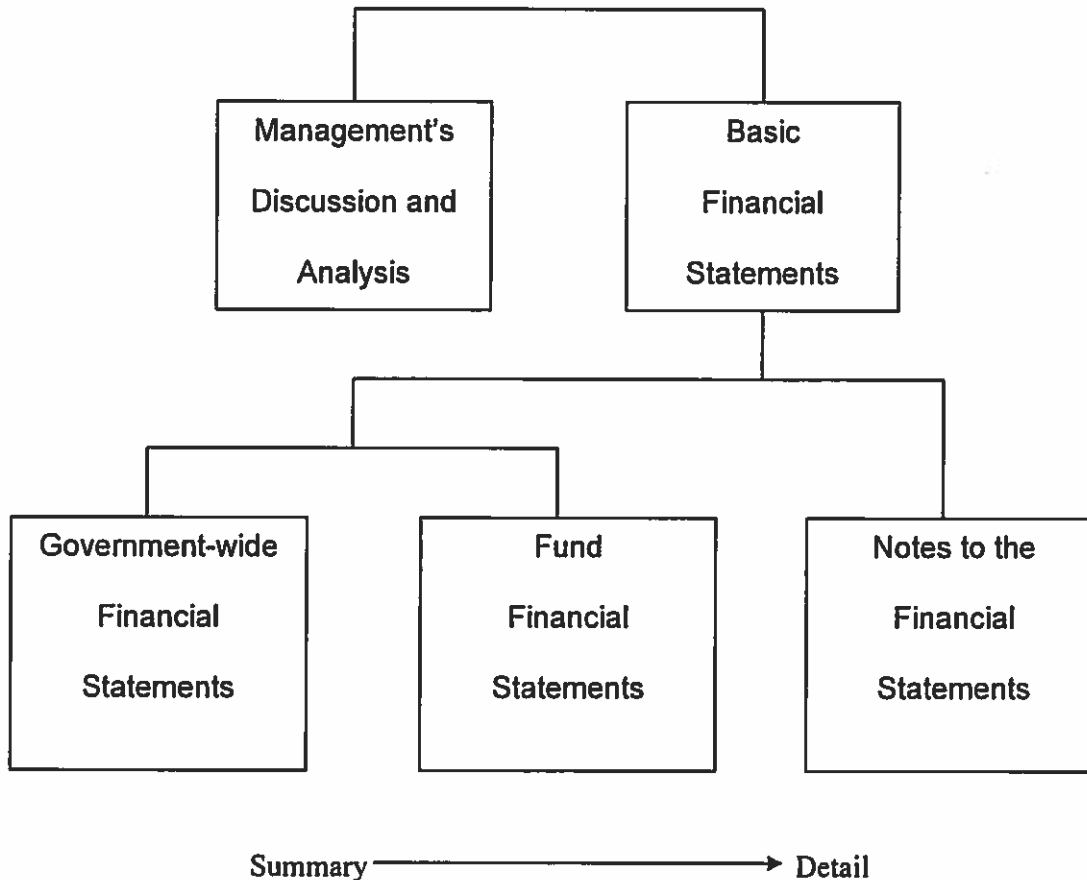 Management's
Discussion and
Analysis
Basic
Financial
Statements
Government-wide
Financial
Statements
Fund
Financial
Statements
Notes to the
Financial
Statements
Summary Detail